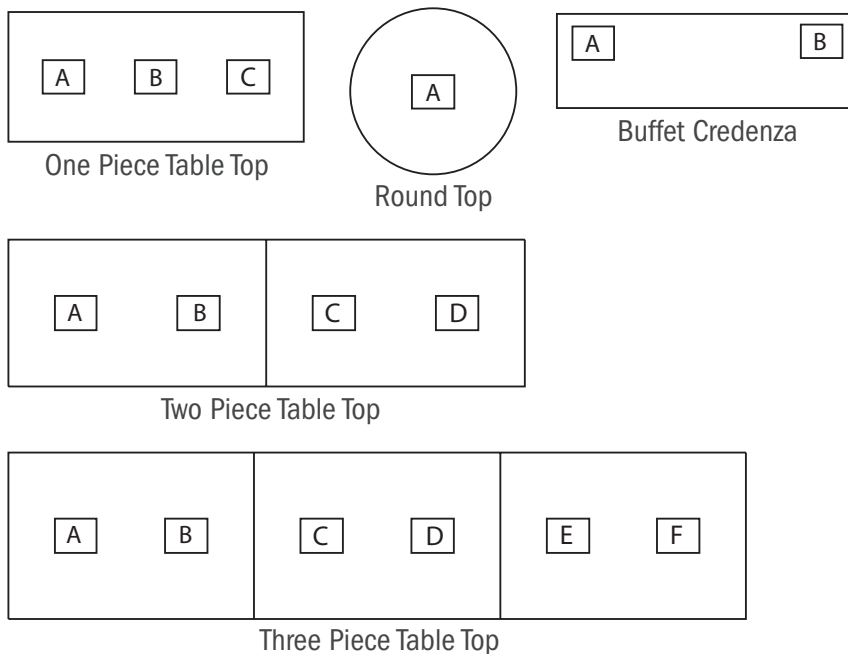 A B C
One Piece Table Top
A
Round Top
A B
Buffet Credenza
A B C D
Two Piece Table Top
A B C D E F
Three Piece Table Top